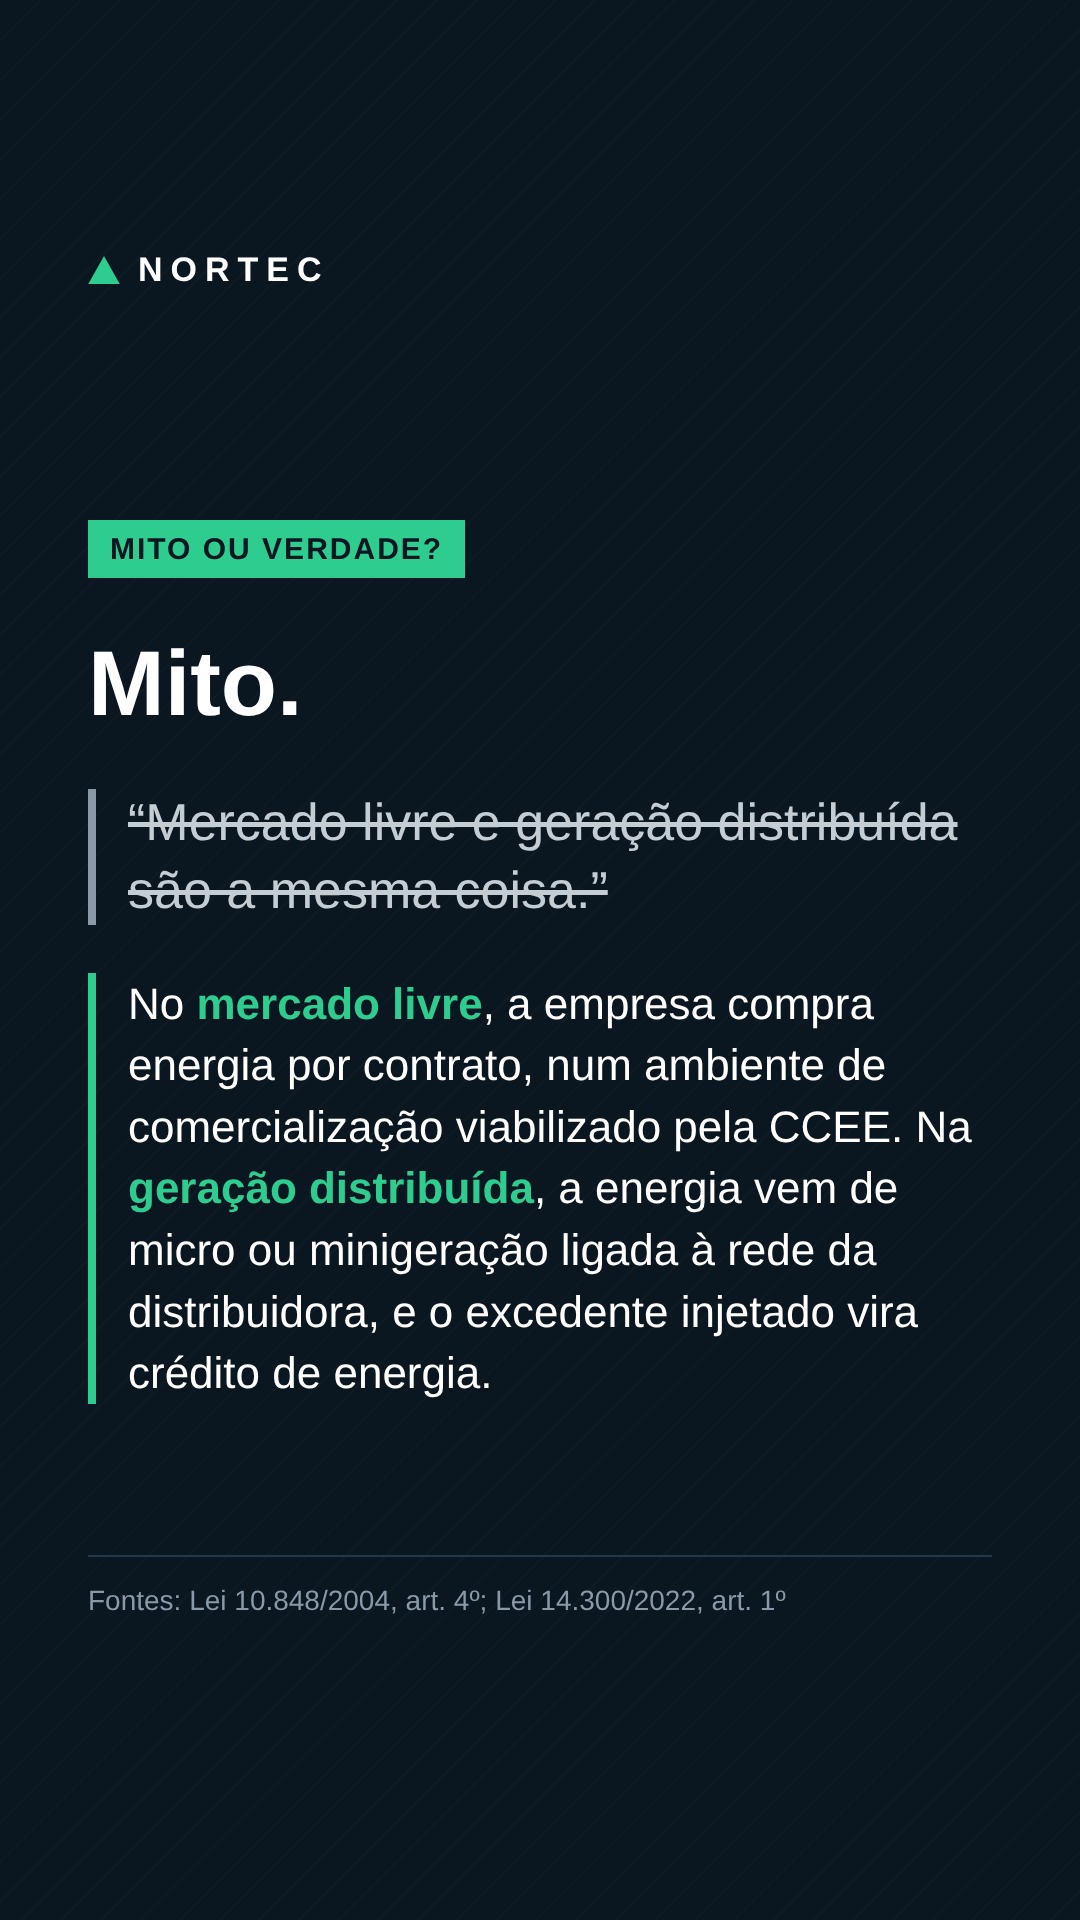 NORTEC
MITO OU VERDADE?
Mito.
“Mercado livre e geração distribuída
são a mesma coisa.”
No mercado livre, a empresa compra
energia por contrato, num ambiente de
comercialização viabilizado pela CCEE. Na
geração distribuída, a energia vem de
micro ou minigeração ligada à rede da
distribuidora, e o excedente injetado vira
crédito de energia.
Fontes: Lei 10.848/2004, art. 4º; Lei 14.300/2022, art. 1º